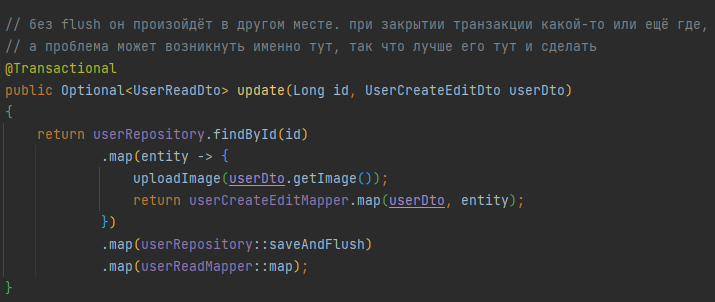 // без flush он произойдёт в другом месте. при закрытии транзакции какой-то или ещё где,
// а проблема может возникнуть именно тут, так что лучше его тут и сделать
@Transactional
public Optional<UserReadDto> update(Long id, UserCreateEditDto userDto)
{
    return userRepository.findById(id)
            .map(entity -> {
                uploadImage(userDto.getImage());
                return userCreateEditMapper.map(userDto, entity);
            })
            .map(userRepository::saveAndFlush)
            .map(userReadMapper::map);
}